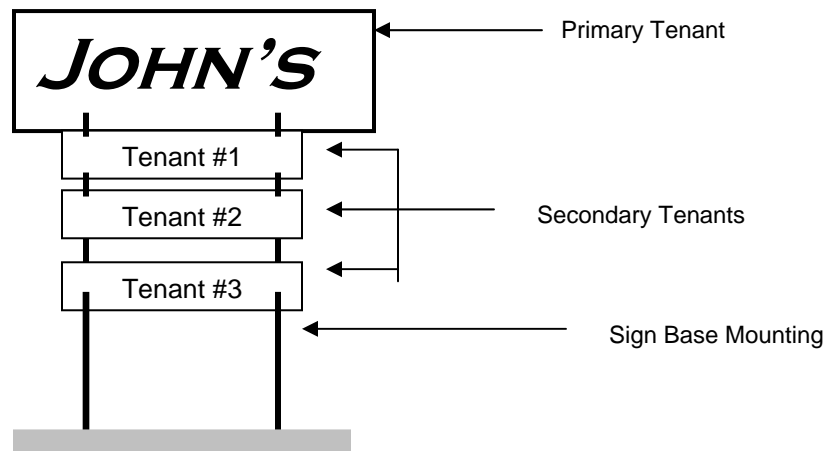 Primary Tenant
JOHN'S
Tenant #1
Tenant #2
Secondary Tenants
Tenant #3
Sign Base Mounting